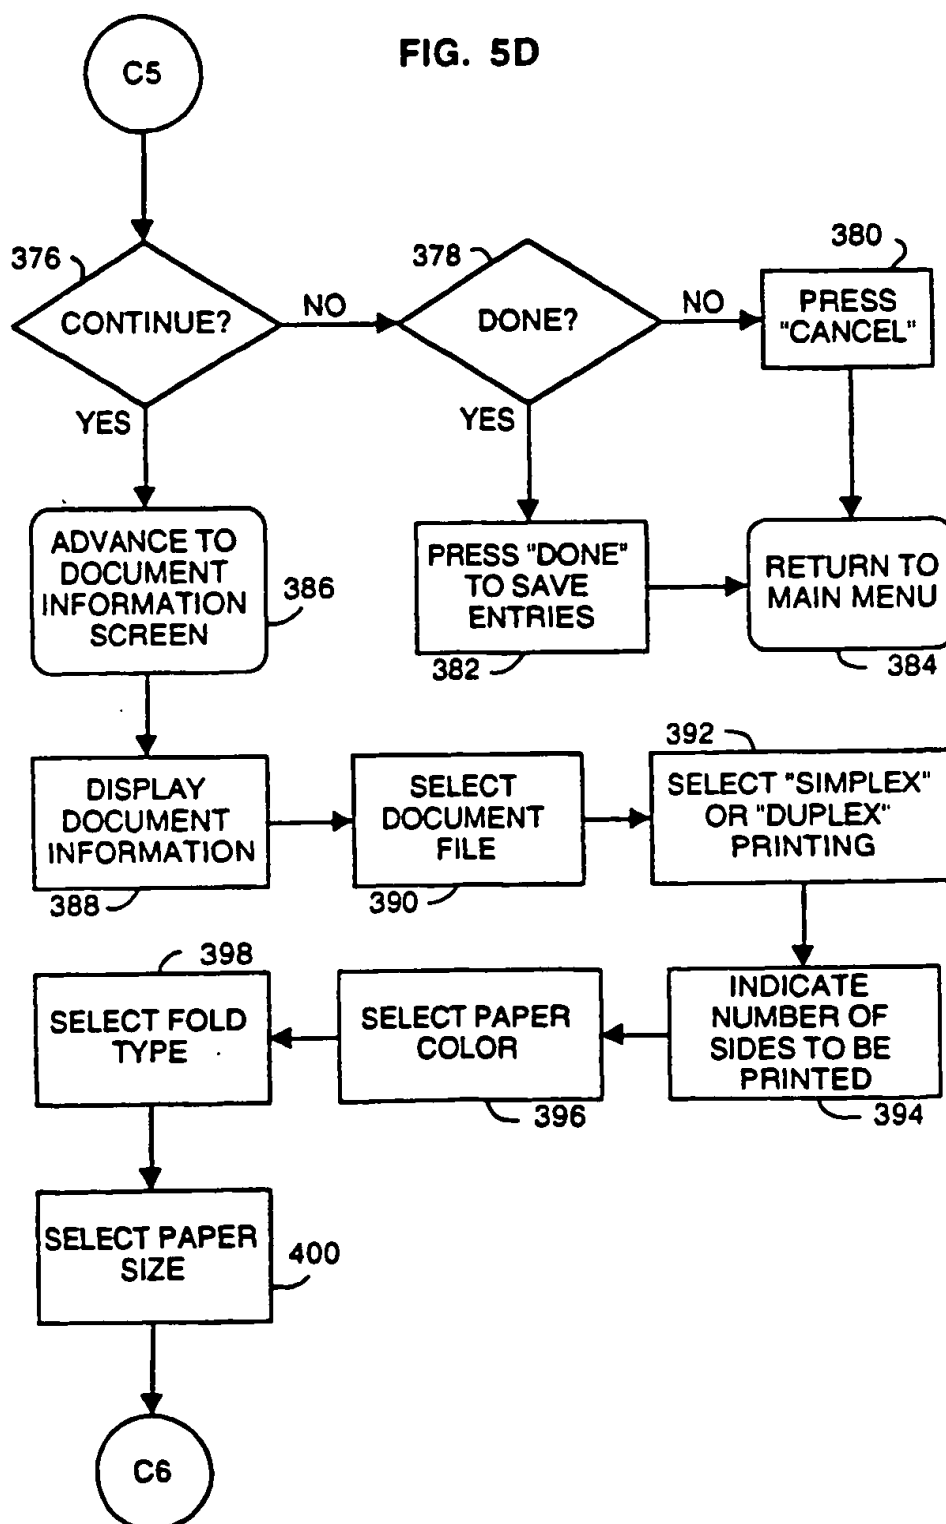 FIG. 5D
C5
376
CONTINUE?
NO
YES
378
DONE?
NO
YES
380
PRESS
"CANCEL"
ADVANCE TO
DOCUMENT
INFORMATION
SCREEN
386
PRESS "DONE"
TO SAVE
ENTRIES
382
RETURN TO
MAIN MENU
384
DISPLAY
DOCUMENT
INFORMATION
388
SELECT
DOCUMENT
FILE
390
392
SELECT "SIMPLEX"
OR "DUPLEX"
PRINTING
INDICATE
NUMBER OF
SIDES TO BE
PRINTED
394
SELECT PAPER
COLOR
396
398
SELECT FOLD
TYPE
SELECT PAPER
SIZE
400
C6